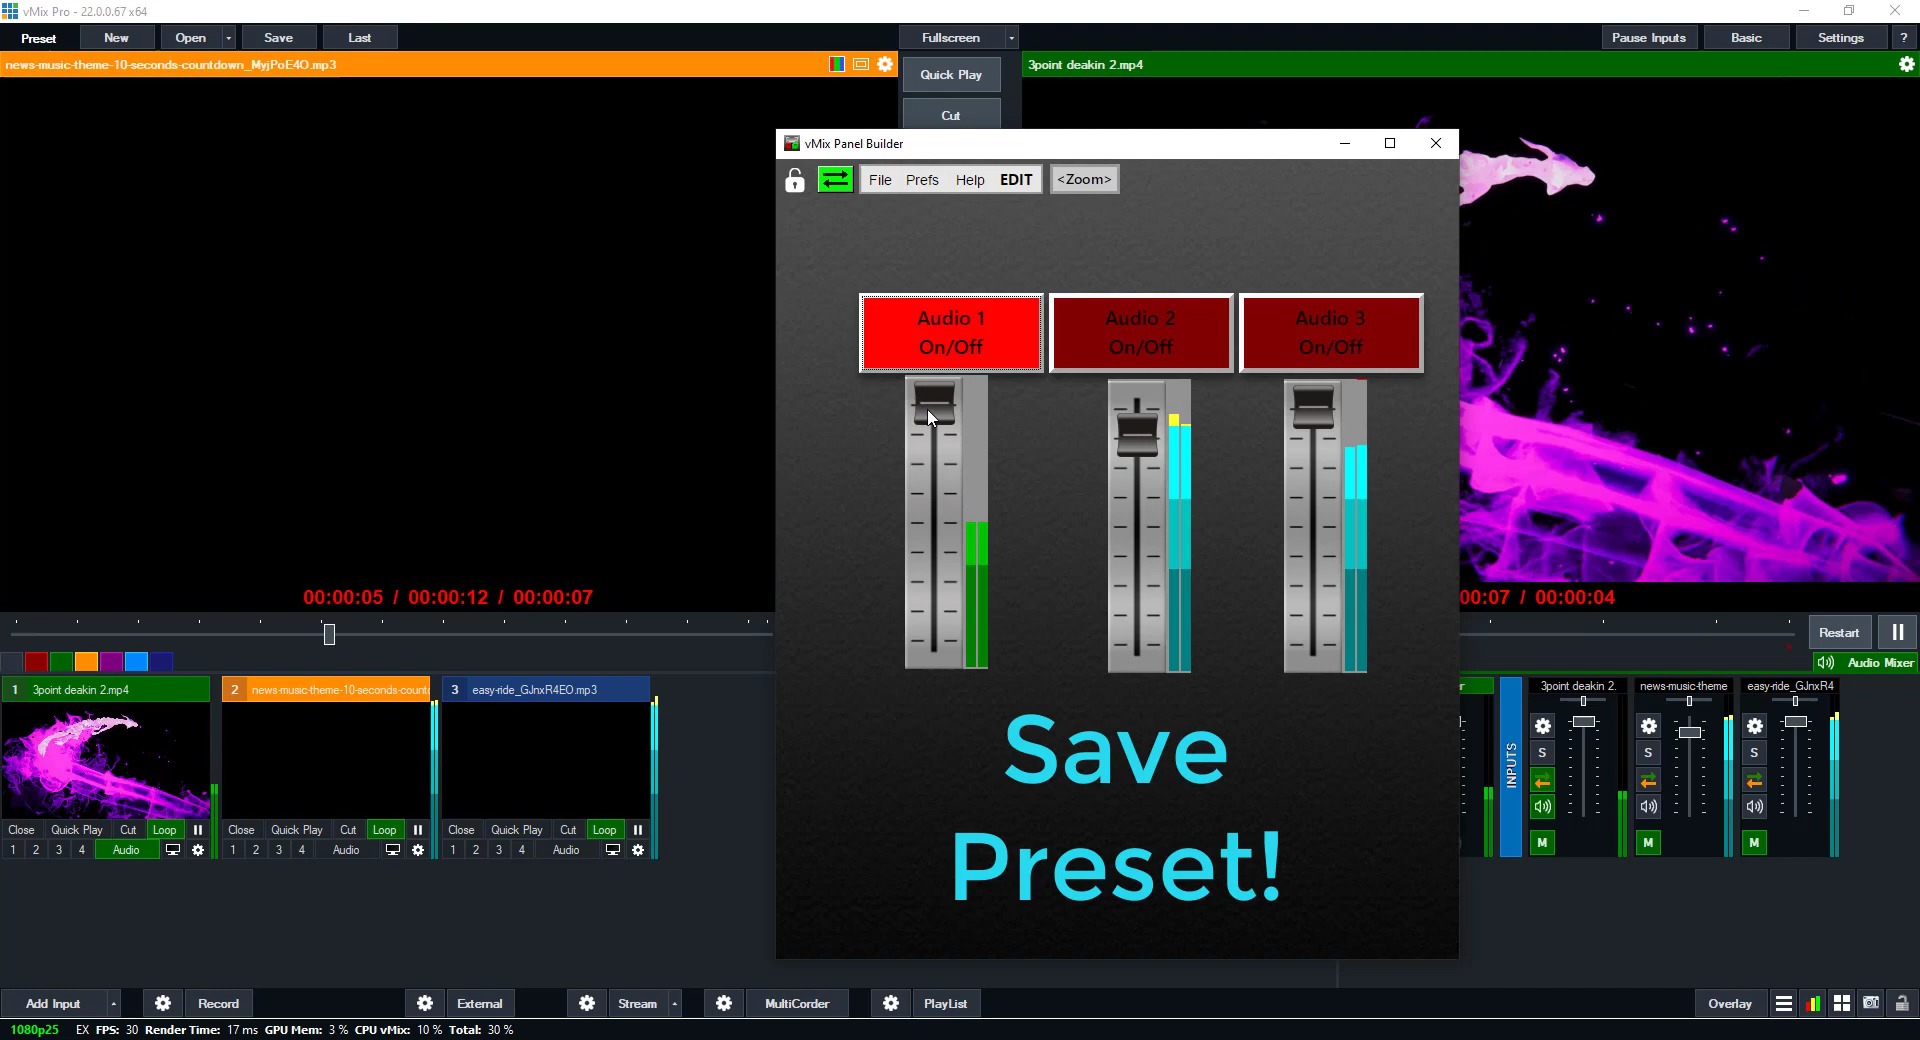 vMix Pro - 22.0.0.67 x64
Preset New Open Save Last Fullscreen Pause Inputs Basic Settings ?
news-music-theme-10-seconds-countdown_MyjPoE4O.mp3
Quick Play
3point deakin 2.mp4
Cut
vMix Panel Builder
File Prefs Help EDIT <Zoom>
Audio 1
On/Off
Audio 2
On/Off
Audio 3
On/Off
00:00:05 / 00:00:12 / 00:00:07
00:07 / 00:00:04
Restart
Audio Mixer
1 3point deakin 2.mp4
2 news-music-theme-10-seconds-count
3 easy-ride_GJnxR4EO.mp3
3point deakin 2.
news-music-theme
easy-ride_GJnxR4
INPUTS
S S S
M M M
Save
Preset!
Close Quick Play Cut Loop
1 2 3 4 Audio
Close Quick Play Cut Loop
1 2 3 4 Audio
Close Quick Play Cut Loop
1 2 3 4 Audio
Add Input Record External Stream MultiCorder PlayList Overlay
1080p25 EX FPS: 30 Render Time: 17 ms GPU Mem: 3 % CPU vMix: 10 % Total: 30 %